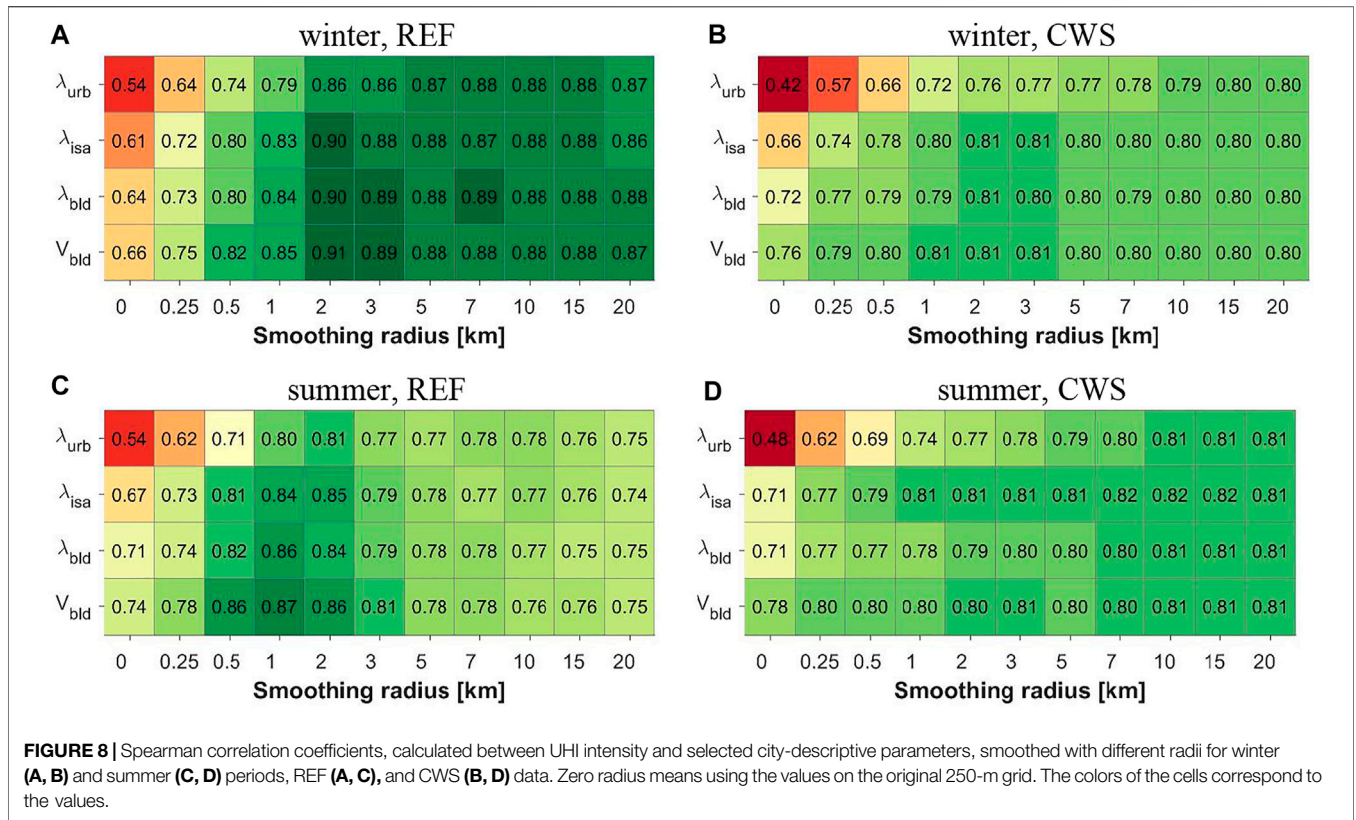 A winter, REF
λurb 0.54 0.64 0.74 0.79 0.86 0.86 0.87 0.88 0.88 0.88 0.87
λisa 0.61 0.72 0.80 0.83 0.90 0.88 0.88 0.87 0.88 0.88 0.86
λbld 0.64 0.73 0.80 0.84 0.90 0.89 0.88 0.89 0.88 0.88 0.88
Vbld 0.66 0.75 0.82 0.85 0.91 0.89 0.88 0.88 0.88 0.88 0.87
0 0.25 0.5 1 2 3 5 7 10 15 20
Smoothing radius [km]
B winter, CWS
λurb 0.42 0.57 0.66 0.72 0.76 0.77 0.77 0.78 0.79 0.80 0.80
λisa 0.66 0.74 0.78 0.80 0.81 0.81 0.80 0.80 0.80 0.80 0.80
λbld 0.72 0.77 0.79 0.79 0.81 0.80 0.80 0.79 0.80 0.80 0.80
Vbld 0.76 0.79 0.80 0.81 0.81 0.81 0.80 0.80 0.80 0.80 0.80
0 0.25 0.5 1 2 3 5 7 10 15 20
Smoothing radius [km]
C summer, REF
λurb 0.54 0.62 0.71 0.80 0.81 0.77 0.77 0.78 0.78 0.76 0.75
λisa 0.67 0.73 0.81 0.84 0.85 0.79 0.78 0.77 0.77 0.76 0.74
λbld 0.71 0.74 0.82 0.86 0.84 0.79 0.78 0.78 0.77 0.75 0.75
Vbld 0.74 0.78 0.86 0.87 0.86 0.81 0.78 0.78 0.76 0.76 0.75
0 0.25 0.5 1 2 3 5 7 10 15 20
Smoothing radius [km]
D summer, CWS
λurb 0.48 0.62 0.69 0.74 0.77 0.78 0.79 0.80 0.81 0.81 0.81
λisa 0.71 0.77 0.79 0.81 0.81 0.81 0.81 0.82 0.82 0.82 0.81
λbld 0.71 0.77 0.77 0.78 0.79 0.80 0.80 0.80 0.81 0.81 0.81
Vbld 0.78 0.80 0.80 0.80 0.80 0.81 0.80 0.81 0.81 0.81 0.81
0 0.25 0.5 1 2 3 5 7 10 15 20
Smoothing radius [km]
FIGURE 8 | Spearman correlation coefficients, calculated between UHI intensity and selected city-descriptive parameters, smoothed with different radii for winter
(A, B) and summer (C, D) periods, REF (A, C), and CWS (B, D) data. Zero radius means using the values on the original 250-m grid. The colors of the cells correspond to
the values.